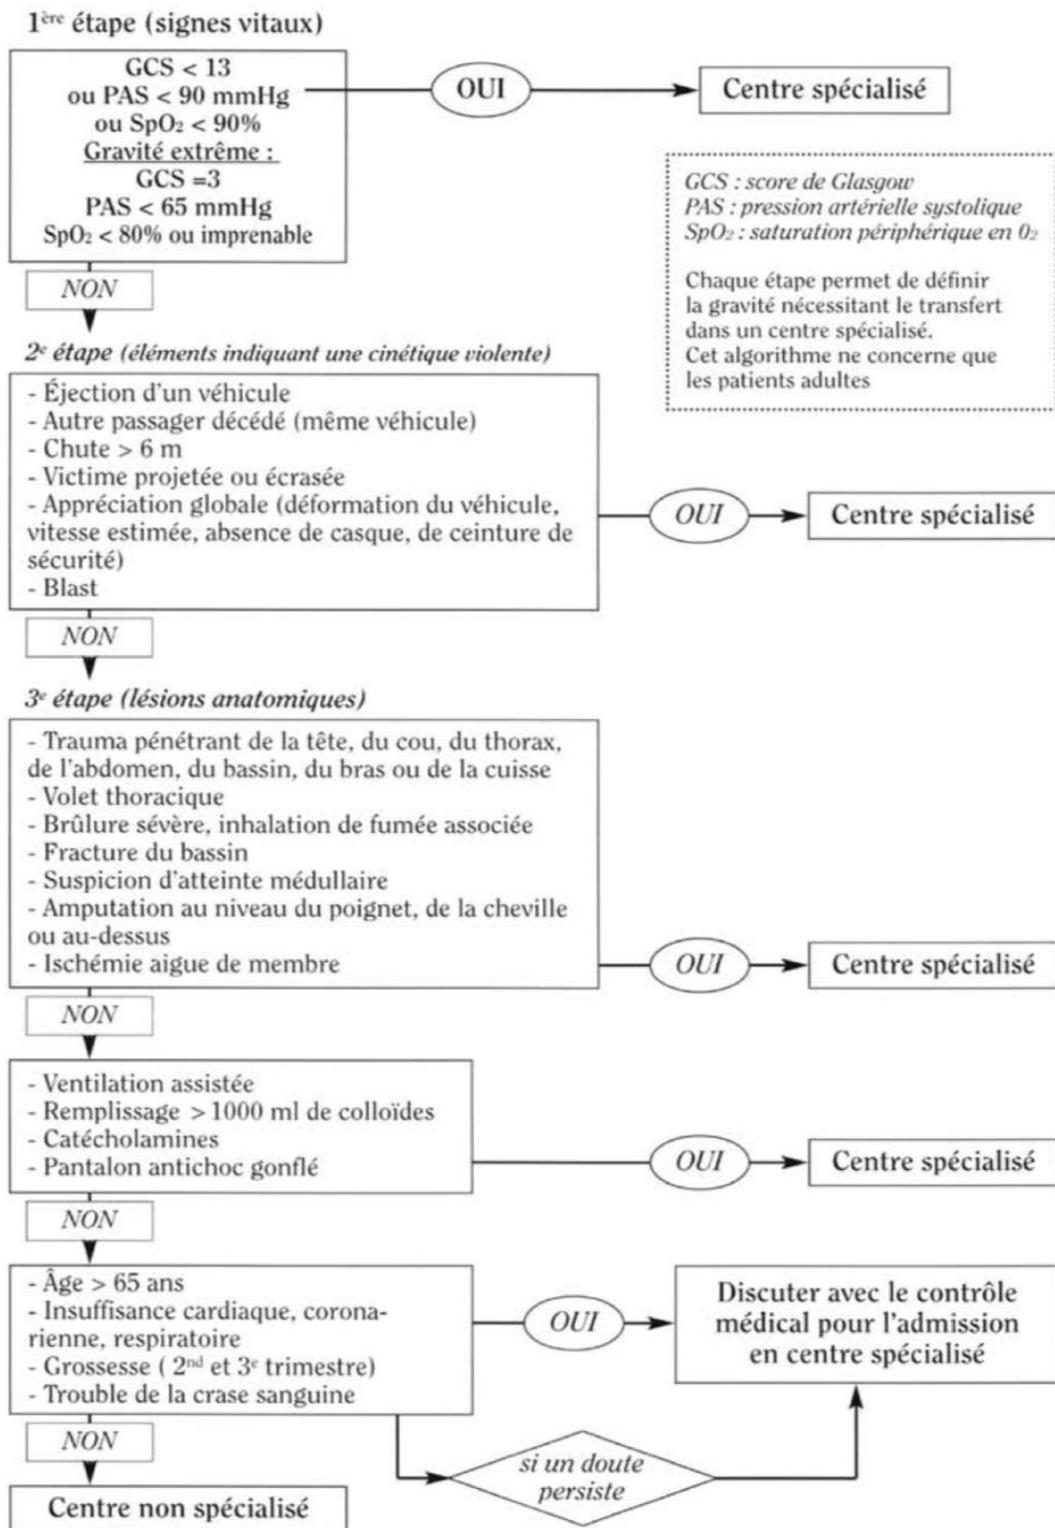 1ère étape (signes vitaux)
GCS < 13
ou PAS < 90 mmHg
ou SpO₂ < 90%
Gravité extrême :
GCS =3
PAS < 65 mmHg
SpO₂ < 80% ou imprenable
OUI
Centre spécialisé
GCS : score de Glasgow
PAS : pression artérielle systolique
SpO₂ : saturation périphérique en 0₂
Chaque étape permet de définir
la gravité nécessitant le transfert
dans un centre spécialisé.
Cet algorithme ne concerne que
les patients adultes
NON
2e étape (éléments indiquant une cinétique violente)
- Éjection d'un véhicule
- Autre passager décédé (même véhicule)
- Chute > 6 m
- Victime projetée ou écrasée
- Appréciation globale (déformation du véhicule,
vitesse estimée, absence de casque, de ceinture de
sécurité)
- Blast
OUI
Centre spécialisé
NON
3e étape (lésions anatomiques)
- Trauma pénétrant de la tête, du cou, du thorax,
de l'abdomen, du bassin, du bras ou de la cuisse
- Volet thoracique
- Brûlure sévère, inhalation de fumée associée
- Fracture du bassin
- Suspicion d'atteinte médullaire
- Amputation au niveau du poignet, de la cheville
ou au-dessus
- Ischémie aigue de membre
OUI
Centre spécialisé
NON
- Ventilation assistée
- Remplissage > 1000 ml de colloïdes
- Catécholamines
- Pantalon antichoc gonflé
OUI
Centre spécialisé
NON
- Âge > 65 ans
- Insuffisance cardiaque, corona-
rienne, respiratoire
- Grossesse ( 2nd et 3e trimestre)
- Trouble de la crase sanguine
OUI
Discuter avec le contrôle
médical pour l'admission
en centre spécialisé
NON
si un doute
persiste
Centre non spécialisé